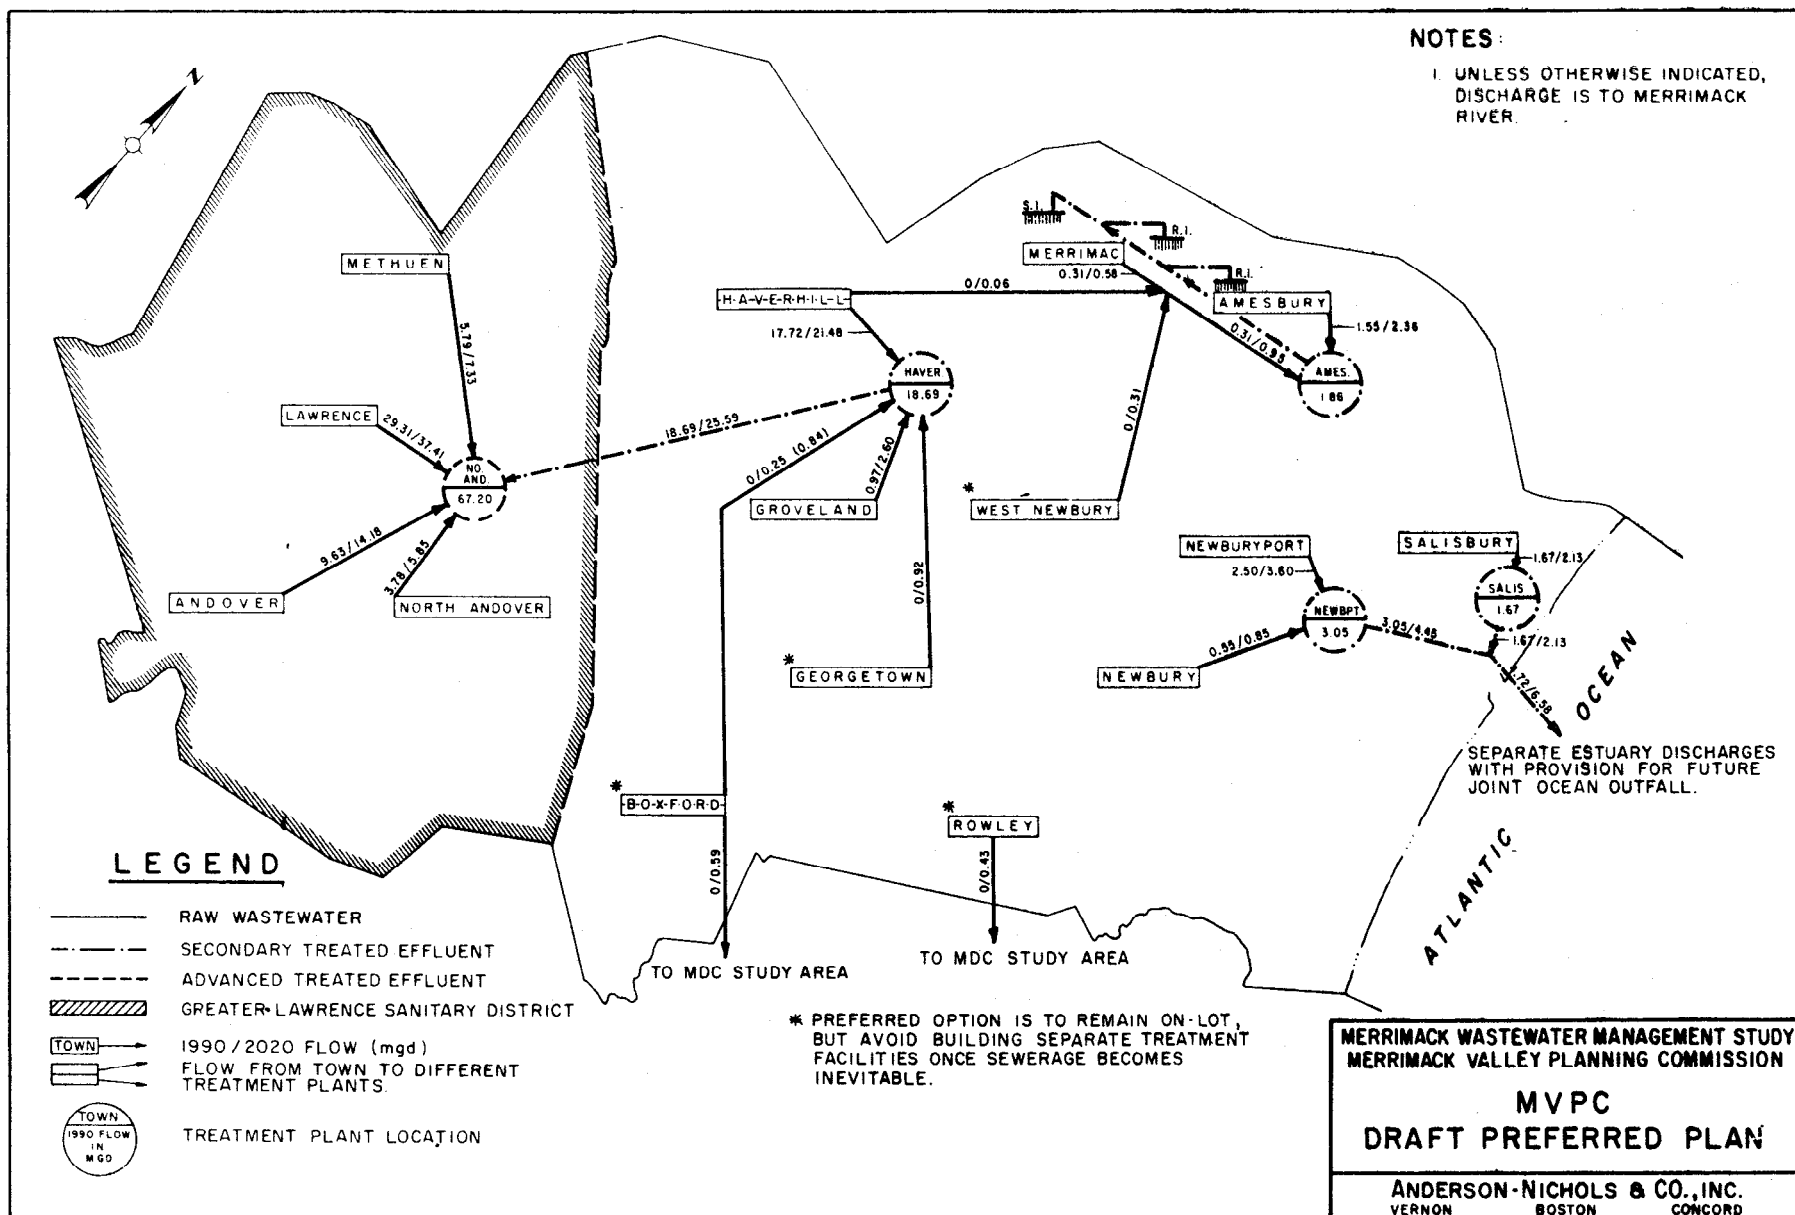 NOTES:
1. UNLESS OTHERWISE INDICATED,
DISCHARGE IS TO MERRIMACK
RIVER.
N
S.I.
R.I.
MERRIMAC
0.31/0.58
R.I.
METHUEN
HAVERHILL
0/0.06
AMESBURY
1.55/2.36
17.72/21.48
0.31/0.95
5.79/7.33
HAVER.
18.69
AMES.
1.86
LAWRENCE
29.31/37.41
18.69/25.59
0/0.31
NO.
AND.
67.20
0/0.25 (0.84)
0.97/2.60
GROVELAND
* WEST NEWBURY
9.63/14.18
3.78/5.85
0/0.92
NEWBURYPORT
2.50/3.60
SALISBURY
1.67/2.13
ANDOVER
NORTH ANDOVER
NEWBPT
3.05
SALIS
1.67
3.05/4.45
1.67/2.13
0.55/0.85
* GEORGETOWN
NEWBURY
4.72/6.58
OCEAN
SEPARATE ESTUARY DISCHARGES
WITH PROVISION FOR FUTURE
JOINT OCEAN OUTFALL.
* BOXFORD
* ROWLEY
0/0.59
0/0.43
ATLANTIC
TO MDC STUDY AREA
TO MDC STUDY AREA
LEGEND
RAW WASTEWATER
SECONDARY TREATED EFFLUENT
ADVANCED TREATED EFFLUENT
GREATER LAWRENCE SANITARY DISTRICT
TOWN
1990/2020 FLOW (mgd)
FLOW FROM TOWN TO DIFFERENT
TREATMENT PLANTS.
TOWN
1990 FLOW
IN
MGD
TREATMENT PLANT LOCATION
* PREFERRED OPTION IS TO REMAIN ON-LOT,
BUT AVOID BUILDING SEPARATE TREATMENT
FACILITIES ONCE SEWERAGE BECOMES
INEVITABLE.
MERRIMACK WASTEWATER MANAGEMENT STUDY
MERRIMACK VALLEY PLANNING COMMISSION
MVPC
DRAFT PREFERRED PLAN
ANDERSON-NICHOLS & CO., INC.
VERNON BOSTON CONCORD